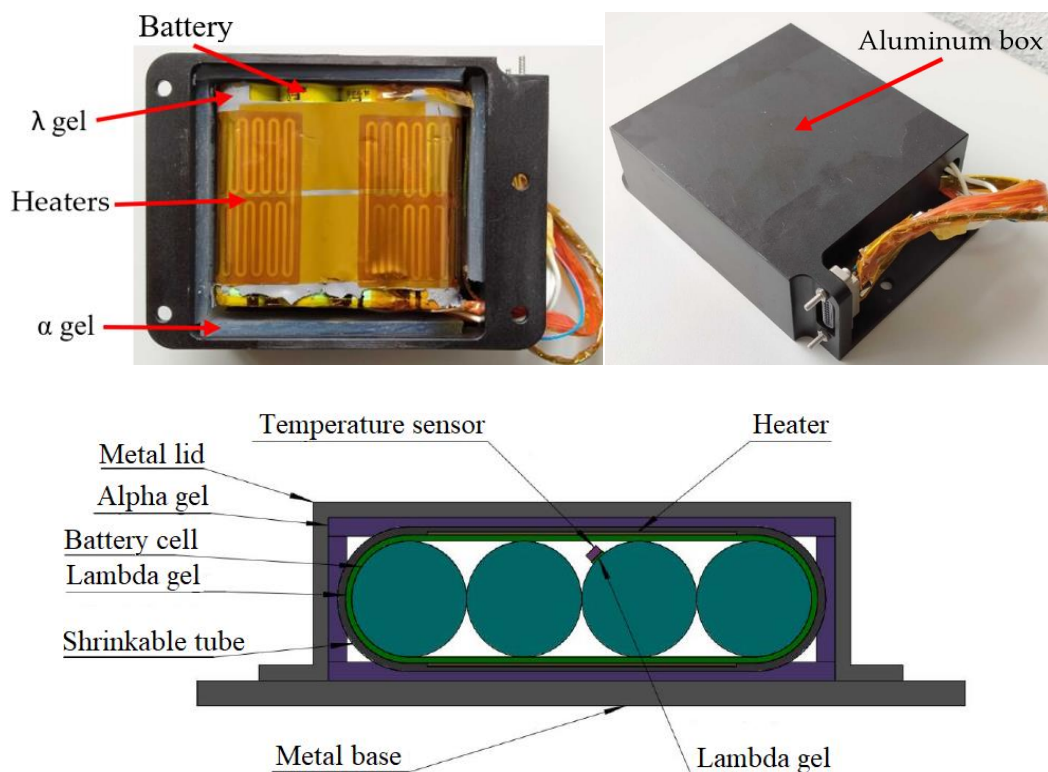 Battery
Aluminum box
λ gel
Heaters
α gel
Temperature sensor
Heater
Metal lid
Alpha gel
Battery cell
Lambda gel
Shrinkable tube
Metal base
Lambda gel